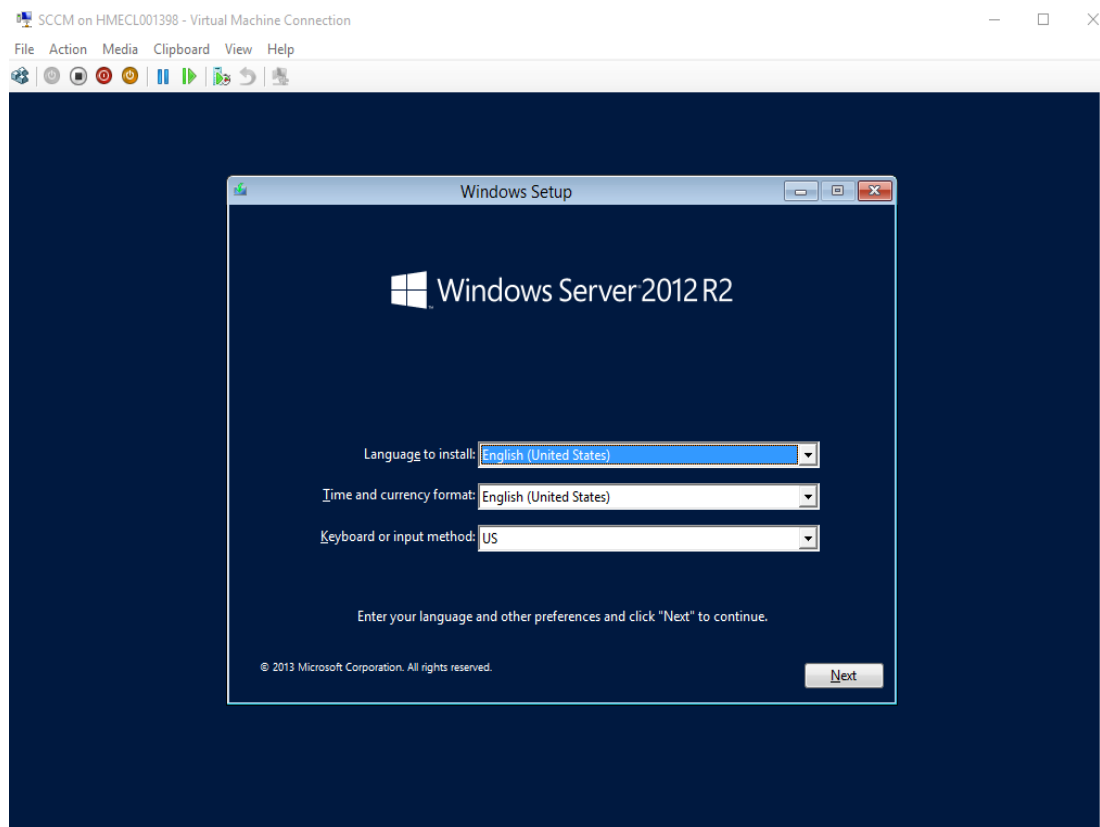 SCCM on HMECL001398 - Virtual Machine Connection
File Action Media Clipboard View Help
Windows Setup
Windows Server 2012 R2
Language to install: English (United States)
Time and currency format: English (United States)
Keyboard or input method: US
Enter your language and other preferences and click "Next" to continue.
© 2013 Microsoft Corporation. All rights reserved.
Next